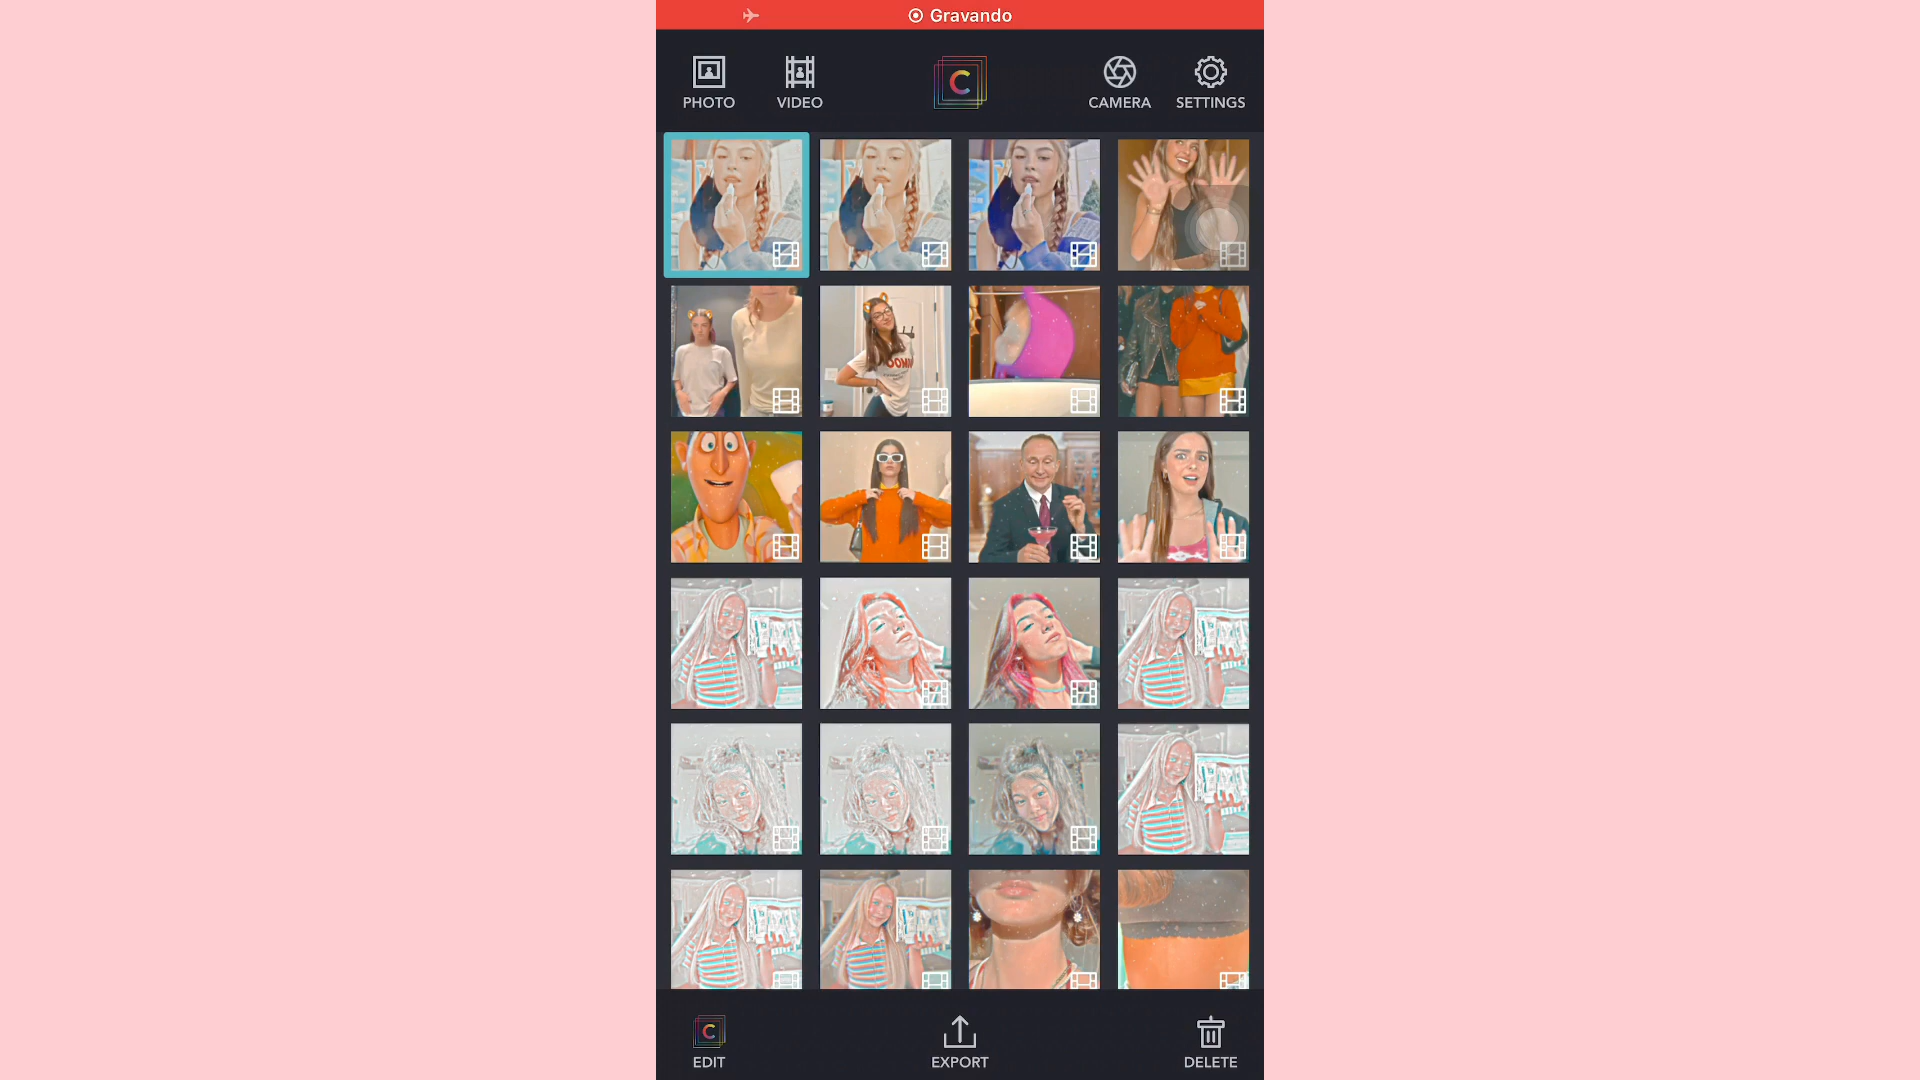 Gravando
PHOTO
VIDEO
C
CAMERA
SETTINGS
C
EDIT
EXPORT
DELETE